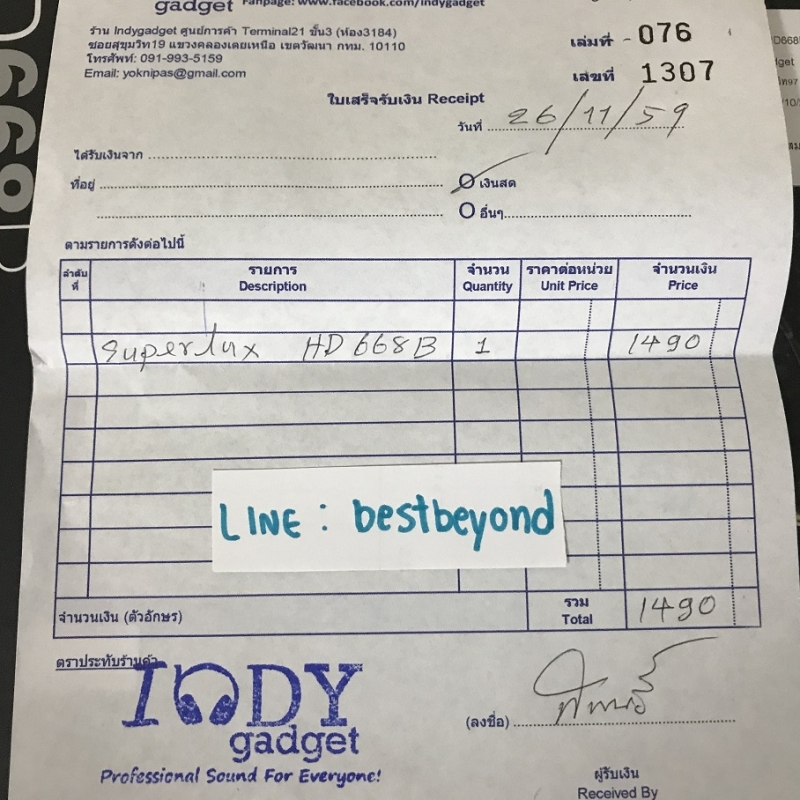 gadget Fanpage: www.facebook.com/indygadget
ร้าน Indygadget ศูนย์การค้า Terminal21 ชั้น3 (ห้อง3184)
ซอยสุขุมวิท19 แขวงคลองเตยเหนือ เขตวัฒนา กทม. 10110
โทรศัพท์: 091-993-5159
Email: yoknipas@gmail.com
เล่มที่ - 076
เลขที่ 1307
ใบเสร็จรับเงิน Receipt
วันที่ 26/11/59
ได้รับเงินจาก
ที่อยู่
เงินสด
อื่นๆ
ตามรายการดังต่อไปนี้
ลำดับที่ รายการ จำนวน ราคาต่อหน่วย จำนวนเงิน
Description Quantity Unit Price Price
Superlux HD668B 1 1490
LINE: bestbeyond
จำนวนเงิน (ตัวอักษร) รวม
Total 1490
ตราประทับร้านค้า
INDY
gadget
Professional Sound For Everyone!
(ลงชื่อ)
ผู้รับเงิน
Received By